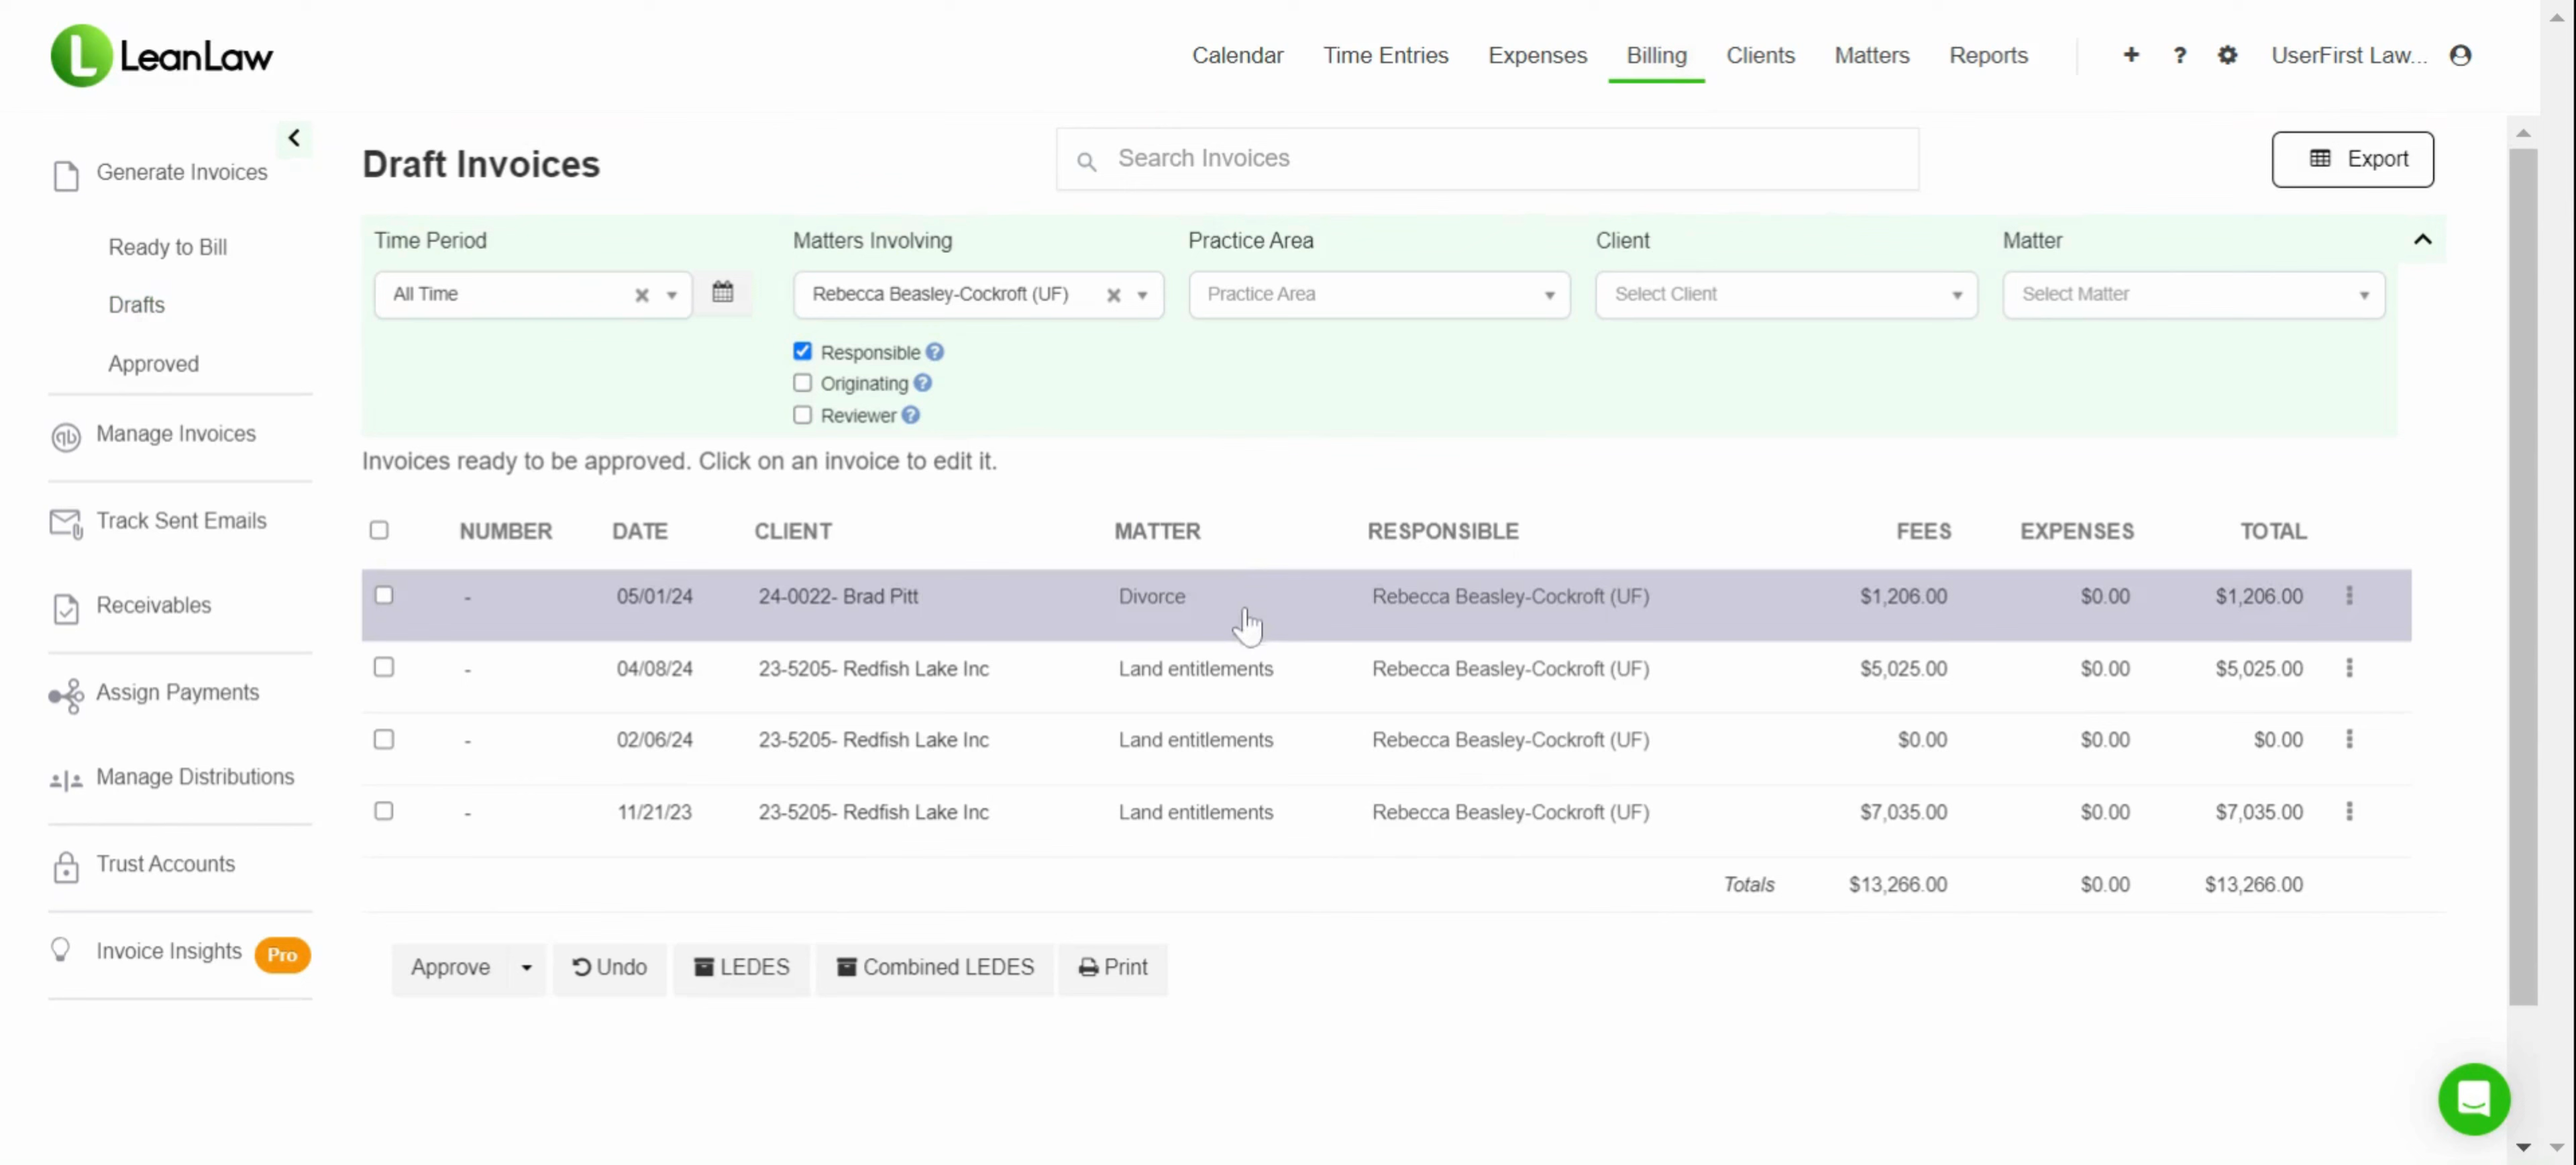 LeanLaw
Calendar Time Entries Expenses Billing Clients Matters Reports + ? UserFirst Law...
Generate Invoices
Ready to Bill
Drafts
Approved
Manage Invoices
Track Sent Emails
Receivables
Assign Payments
Manage Distributions
Trust Accounts
Invoice Insights Pro
Draft Invoices
Search Invoices
Export
Time Period Matters Involving Practice Area Client Matter
All Time Rebecca Beasley-Cockroft (UF) Practice Area Select Client Select Matter
Responsible ?
Originating ?
Reviewer ?
Invoices ready to be approved. Click on an invoice to edit it.
NUMBER DATE CLIENT MATTER RESPONSIBLE FEES EXPENSES TOTAL
- 05/01/24 24-0022- Brad Pitt Divorce Rebecca Beasley-Cockroft (UF) $1,206.00 $0.00 $1,206.00
- 04/08/24 23-5205- Redfish Lake Inc Land entitlements Rebecca Beasley-Cockroft (UF) $5,025.00 $0.00 $5,025.00
- 02/06/24 23-5205- Redfish Lake Inc Land entitlements Rebecca Beasley-Cockroft (UF) $0.00 $0.00 $0.00
- 11/21/23 23-5205- Redfish Lake Inc Land entitlements Rebecca Beasley-Cockroft (UF) $7,035.00 $0.00 $7,035.00
Totals $13,266.00 $0.00 $13,266.00
Approve Undo LEDES Combined LEDES Print